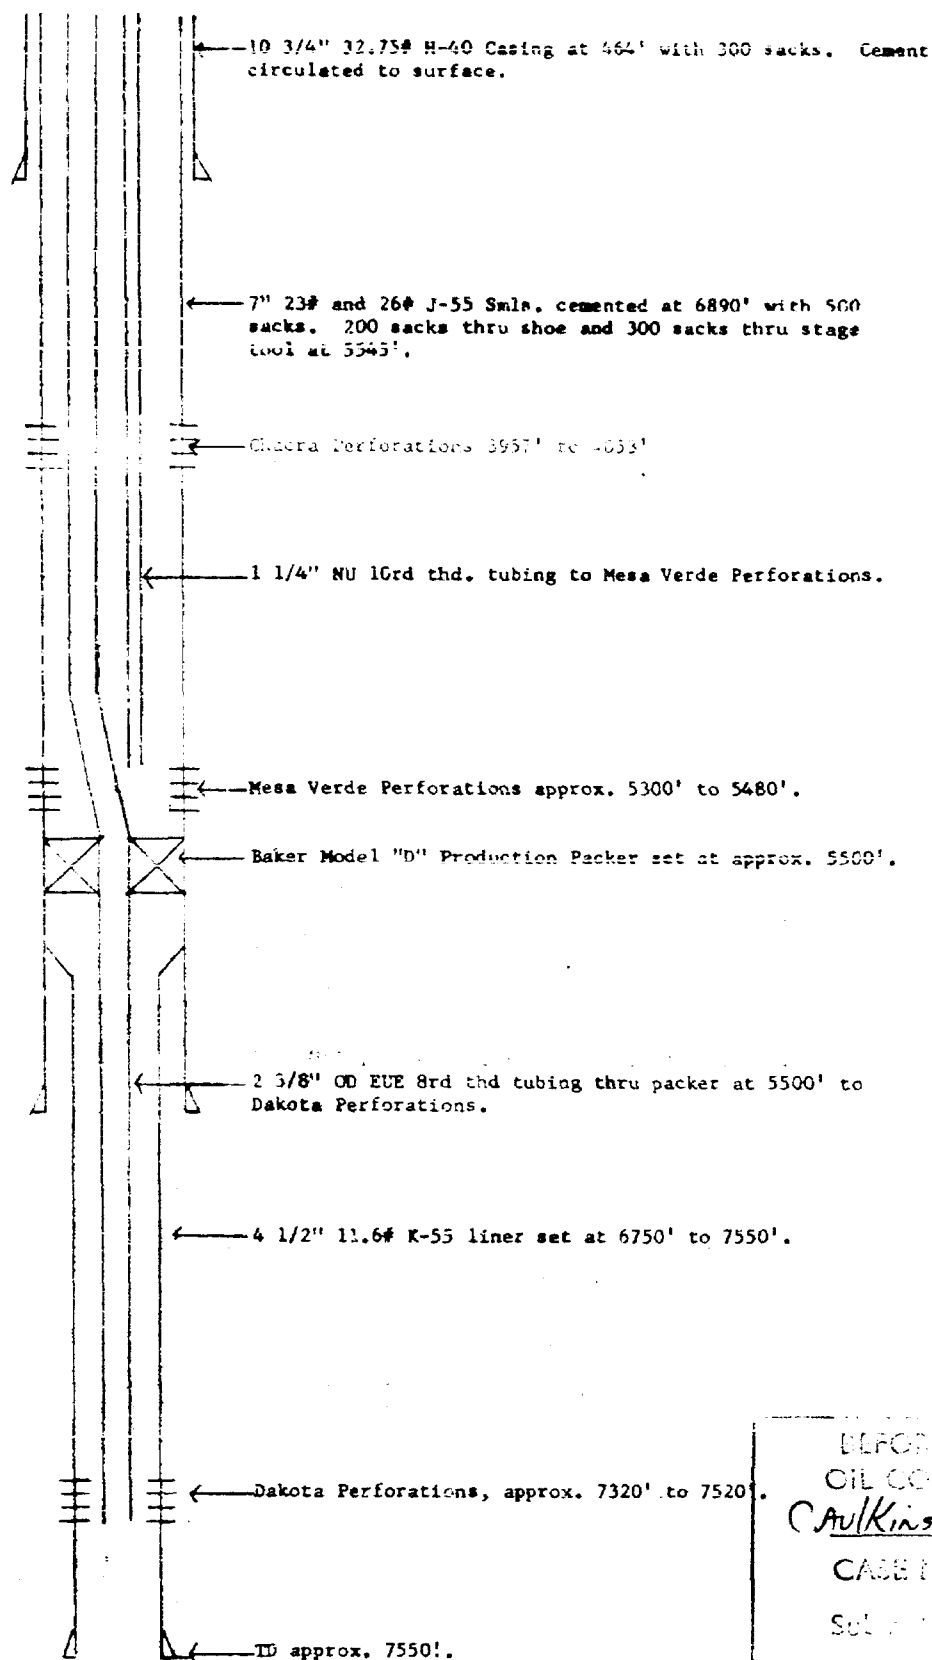 10 3/4" 32.75# H-40 Casing at 464' with 300 sacks. Cement
circulated to surface.
7" 23# and 26# J-55 Smls. cemented at 6890' with 500
sacks. 200 sacks thru shoe and 300 sacks thru stage
tool at 5545'.
Chacra Perforations 3957' to 4053'
1 1/4" NU 10rd thd. tubing to Mesa Verde Perforations.
Mesa Verde Perforations approx. 5300' to 5480'.
Baker Model "D" Production Packer set at approx. 5500'.
2 3/8" OD EUE 8rd thd tubing thru packer at 5500' to
Dakota Perforations.
4 1/2" 11.6# K-55 liner set at 6750' to 7550'.
Dakota Perforations, approx. 7320' to 7520'.
OIL CO
CAulKins
CASE
TD approx. 7550'.